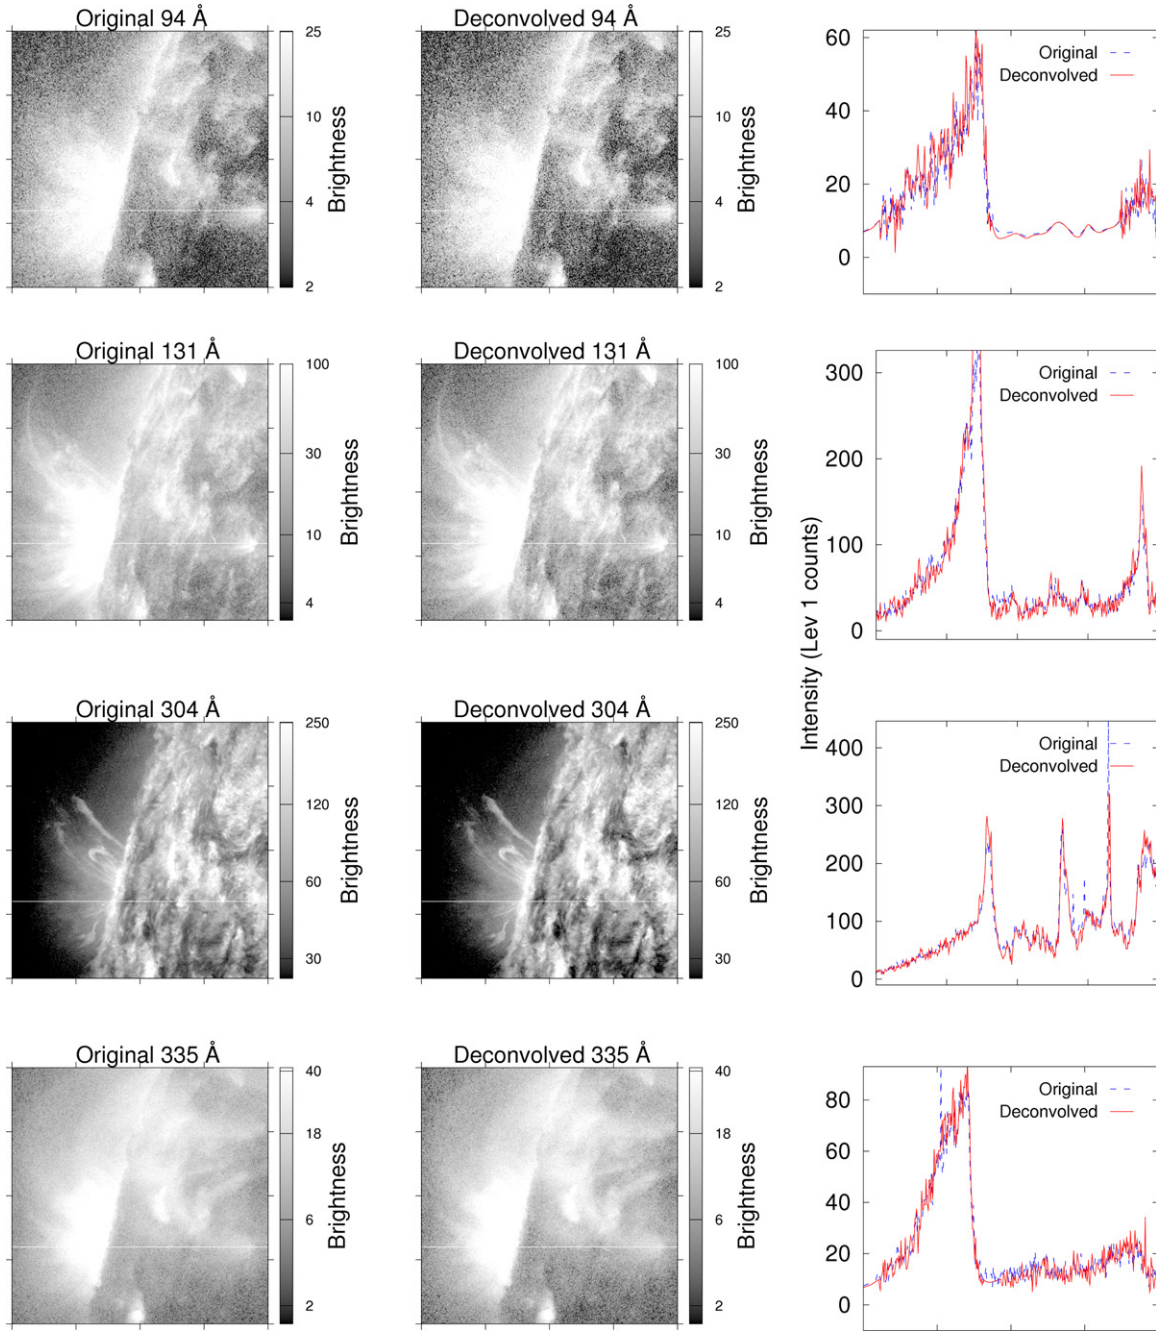 Original 94 Å
25
10
4
2
Brightness
Deconvolved 94 Å
25
10
4
2
Brightness
60
40
20
0
Original
Deconvolved
Original 131 Å
100
30
10
4
Brightness
Deconvolved 131 Å
100
30
10
4
Brightness
300
200
100
0
Original
Deconvolved
Intensity (Lev 1 counts)
Original 304 Å
250
120
60
30
Brightness
Deconvolved 304 Å
250
120
60
30
Brightness
400
300
200
100
0
Original
Deconvolved
Original 335 Å
40
18
6
2
Brightness
Deconvolved 335 Å
40
18
6
2
Brightness
80
60
40
20
0
Original
Deconvolved